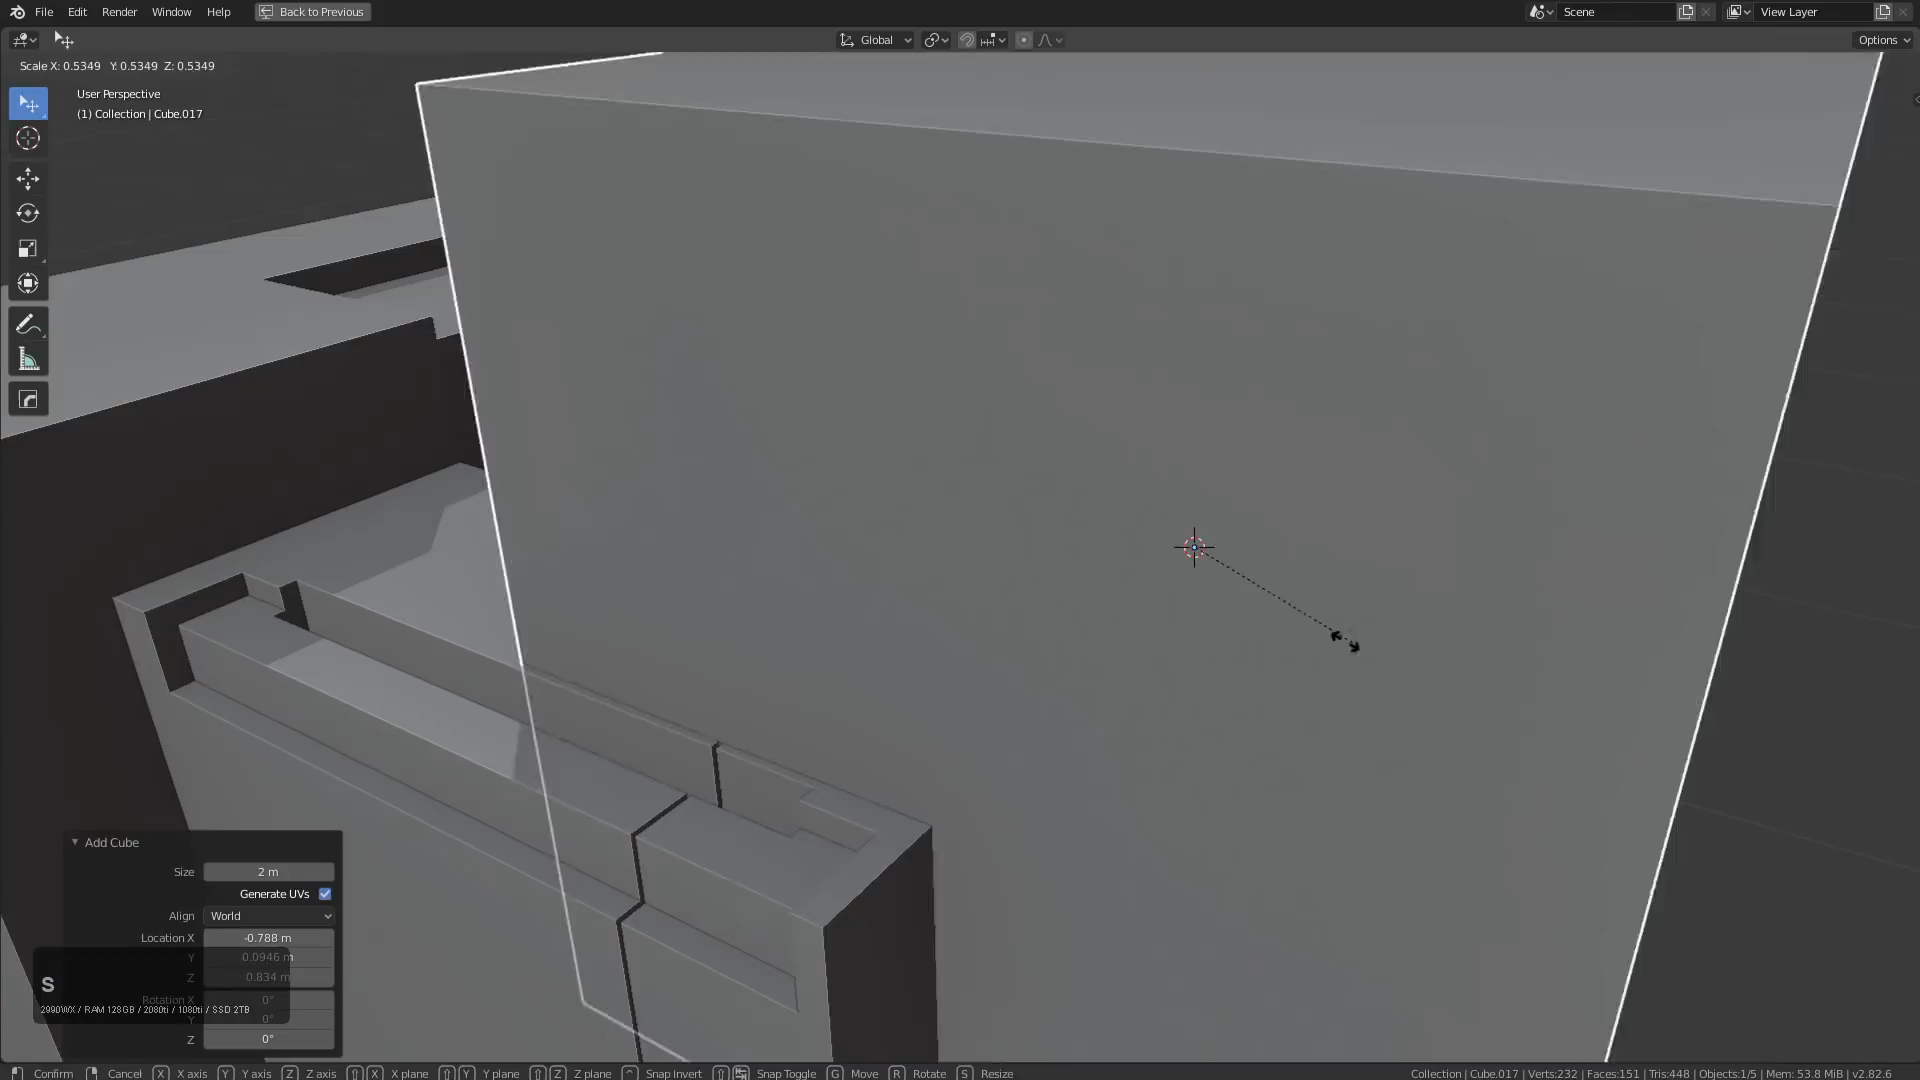 File Edit Render Window Help Back to Previous Scene View Layer
Global Options
Scale X: 0.5349 Y: 0.5349 Z: 0.5349
User Perspective
(1) Collection | Cube.017
Add Cube
Size 2 m
Generate UVs
Align World
Location X -0.788 m
Y 0.0946 m
Z 0.834 m
S
Rotation X 0°
2990WX / RAM 128GB / 2080ti / 1080ti / SSD 2TB
Y 0°
Z 0°
Confirm Cancel X X axis Y Y axis Z Z axis X X plane Y Y plane Z Z plane ^ Snap Invert Snap Toggle G Move R Rotate S Resize Collection | Cube.017 | Verts:232 | Faces:151 | Tris:448 | Objects:1/5 | Mem: 53.8 MiB | v2.82.6